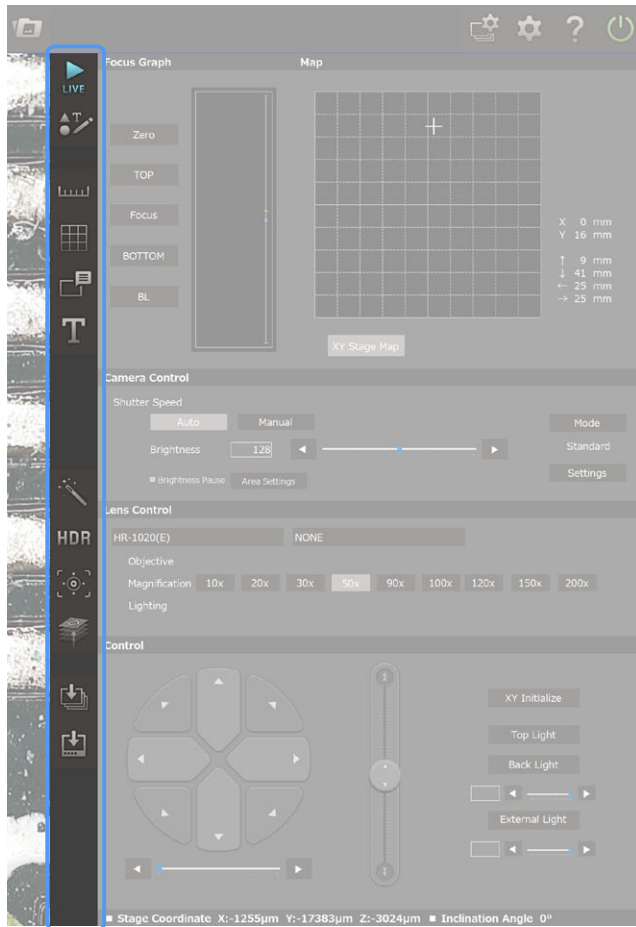 LIVE
Focus Graph
Map
Zero
TOP
Focus
BOTTOM
BL
X 0 mm
Y 16 mm
↑ 9 mm
↓ 41 mm
← 25 mm
→ 25 mm
XY Stage Map
T
Camera Control
Shutter Speed
Auto Manual
Mode
Brightness 128
Standard
Brightness Pause Area Settings
Settings
Lens Control
HDR
HR-1020(E) NONE
Objective
Magnification 10x 20x 30x 50x 90x 100x 120x 150x 200x
Lighting
Control
XY Initialize
Top Light
Back Light
External Light
■ Stage Coordinate X:-1255μm Y:-17383μm Z:-3024μm ■ Inclination Angle 0°